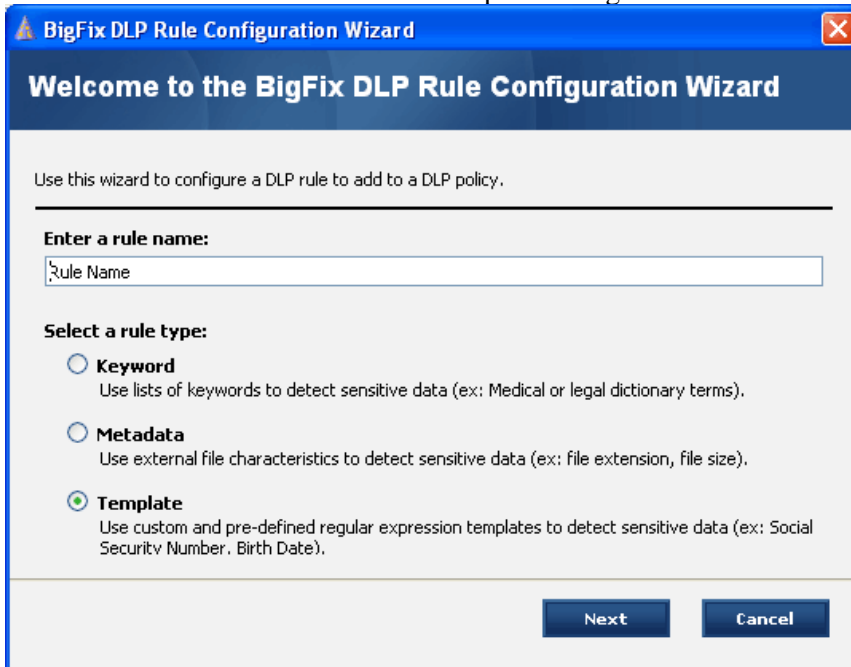 BigFix DLP Rule Configuration Wizard
Welcome to the BigFix DLP Rule Configuration Wizard
Use this wizard to configure a DLP rule to add to a DLP policy.
Enter a rule name:
Rule Name
Select a rule type:
Keyword
Use lists of keywords to detect sensitive data (ex: Medical or legal dictionary terms).
Metadata
Use external file characteristics to detect sensitive data (ex: file extension, file size).
Template
Use custom and pre-defined regular expression templates to detect sensitive data (ex: Social
Security Number, Birth Date).
Next Cancel